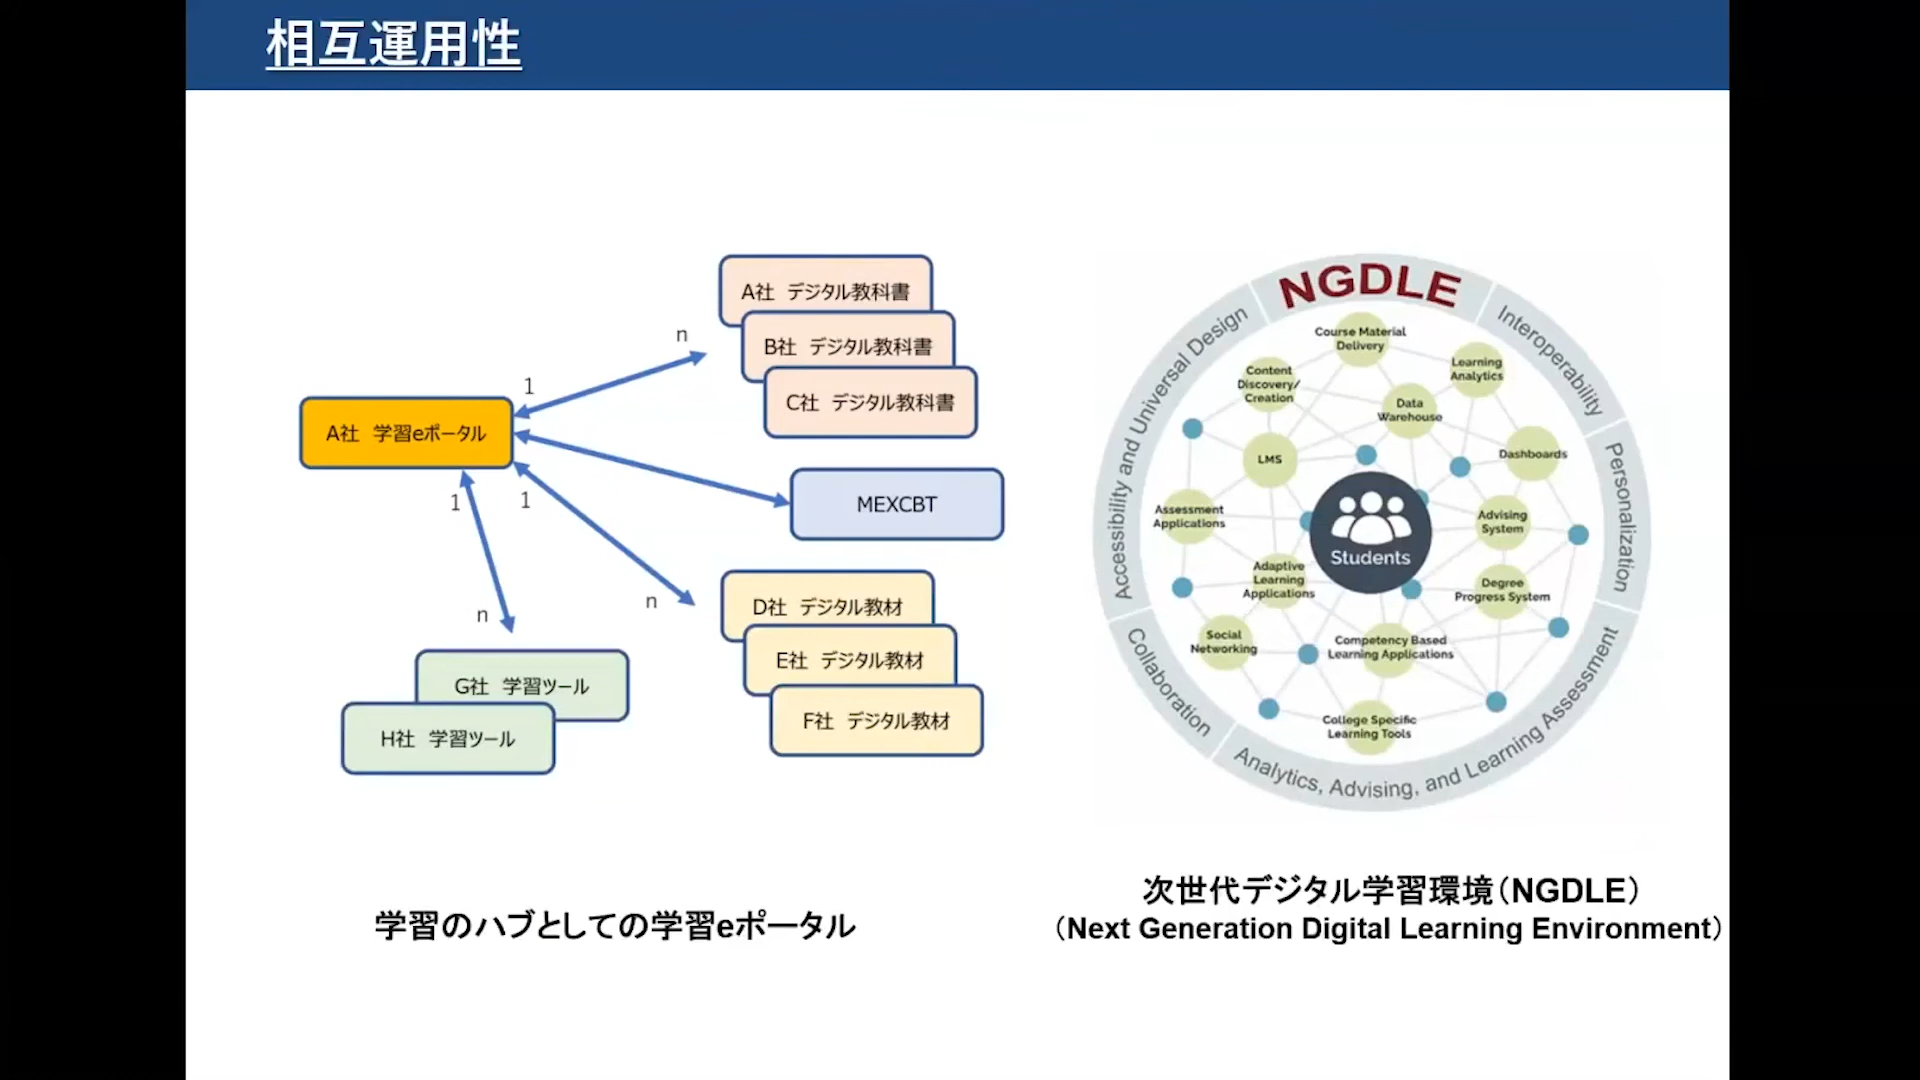 相互運用性
A社 デジタル教科書
B社 デジタル教科書
C社 デジタル教科書
n
1
A社 学習eポータル
MEXCBT
1
1
n
n
D社 デジタル教材
E社 デジタル教材
F社 デジタル教材
G社 学習ツール
H社 学習ツール
学習のハブとしての学習eポータル
NGDLE
Interoperability
Personalization
Analytics, Advising, and Learning Assessment
Collaboration
Accessibility and Universal Design
Course Material
Delivery
Learning
Analytics
Content
Discovery/
Creation
Data
Warehouse
LMS
Dashboards
Assessment
Applications
Advising
System
Students
Adaptive
Learning
Applications
Degree
Progress System
Social
Networking
Competency Based
Learning Applications
College Specific
Learning Tools
次世代デジタル学習環境（NGDLE）
（Next Generation Digital Learning Environment）